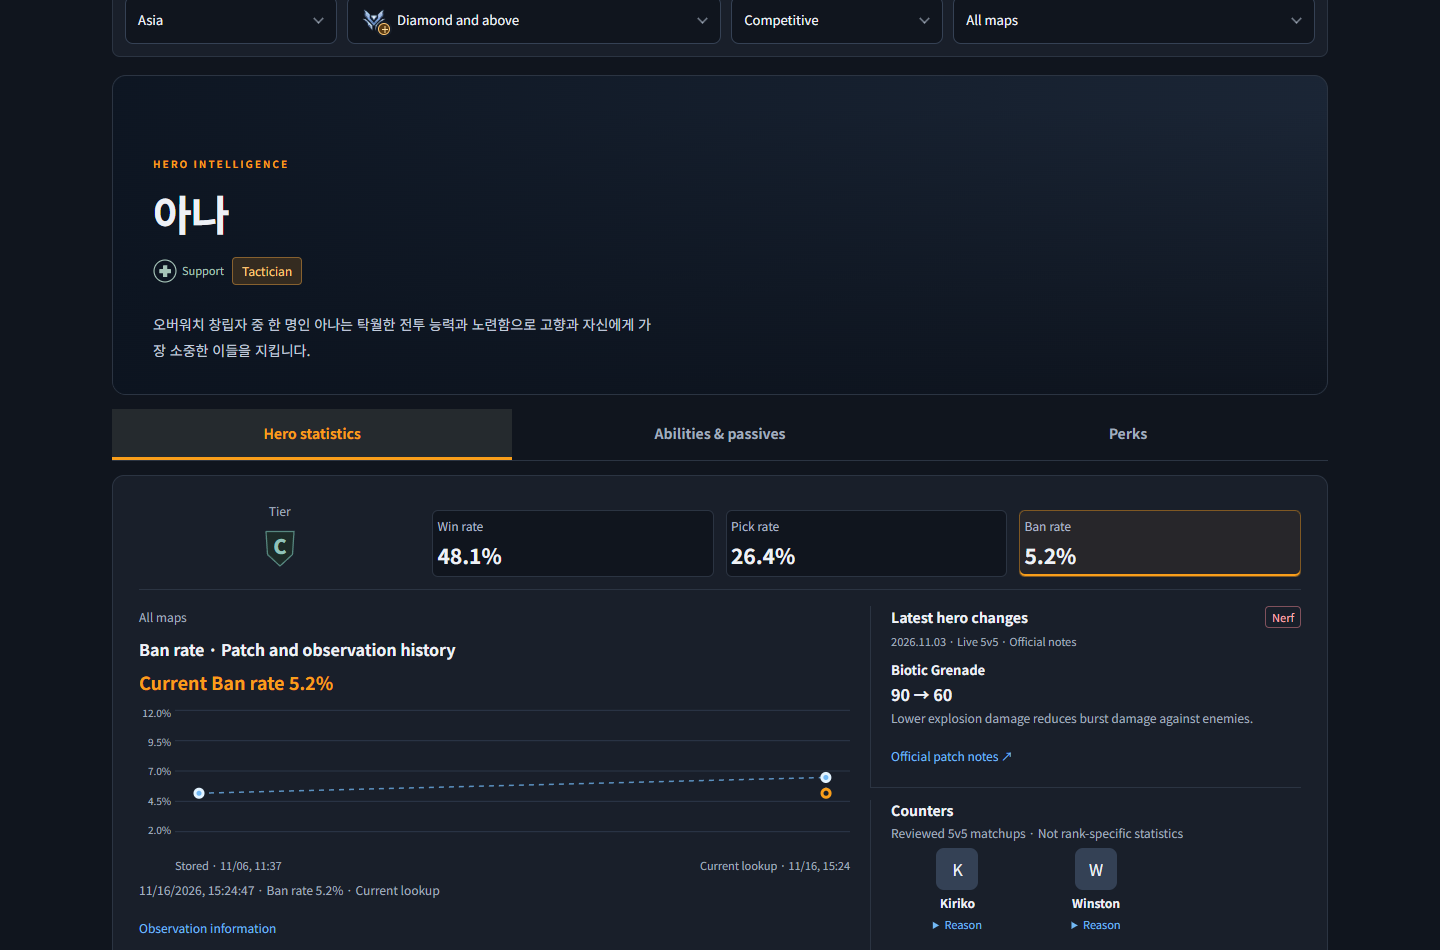 Asia
Diamond and above
Competitive
All maps
HERO INTELLIGENCE
아나
Support
Tactician
오버워치 창립자 중 한 명인 아나는 탁월한 전투 능력과 노련함으로 고향과 자신에게 가
장 소중한 이들을 지킵니다.
Hero statistics
Abilities & passives
Perks
Tier
C
Win rate
48.1%
Pick rate
26.4%
Ban rate
5.2%
All maps
Ban rate · Patch and observation history
Current Ban rate 5.2%
12.0%
9.5%
7.0%
4.5%
2.0%
Stored · 11/06, 11:37
Current lookup · 11/16, 15:24
11/16/2026, 15:24:47 · Ban rate 5.2% · Current lookup
Observation information
Latest hero changes
Nerf
2026.11.03 · Live 5v5 · Official notes
Biotic Grenade
90 → 60
Lower explosion damage reduces burst damage against enemies.
Official patch notes ↗
Counters
Reviewed 5v5 matchups · Not rank-specific statistics
K
W
Kiriko
Winston
▶ Reason
▶ Reason